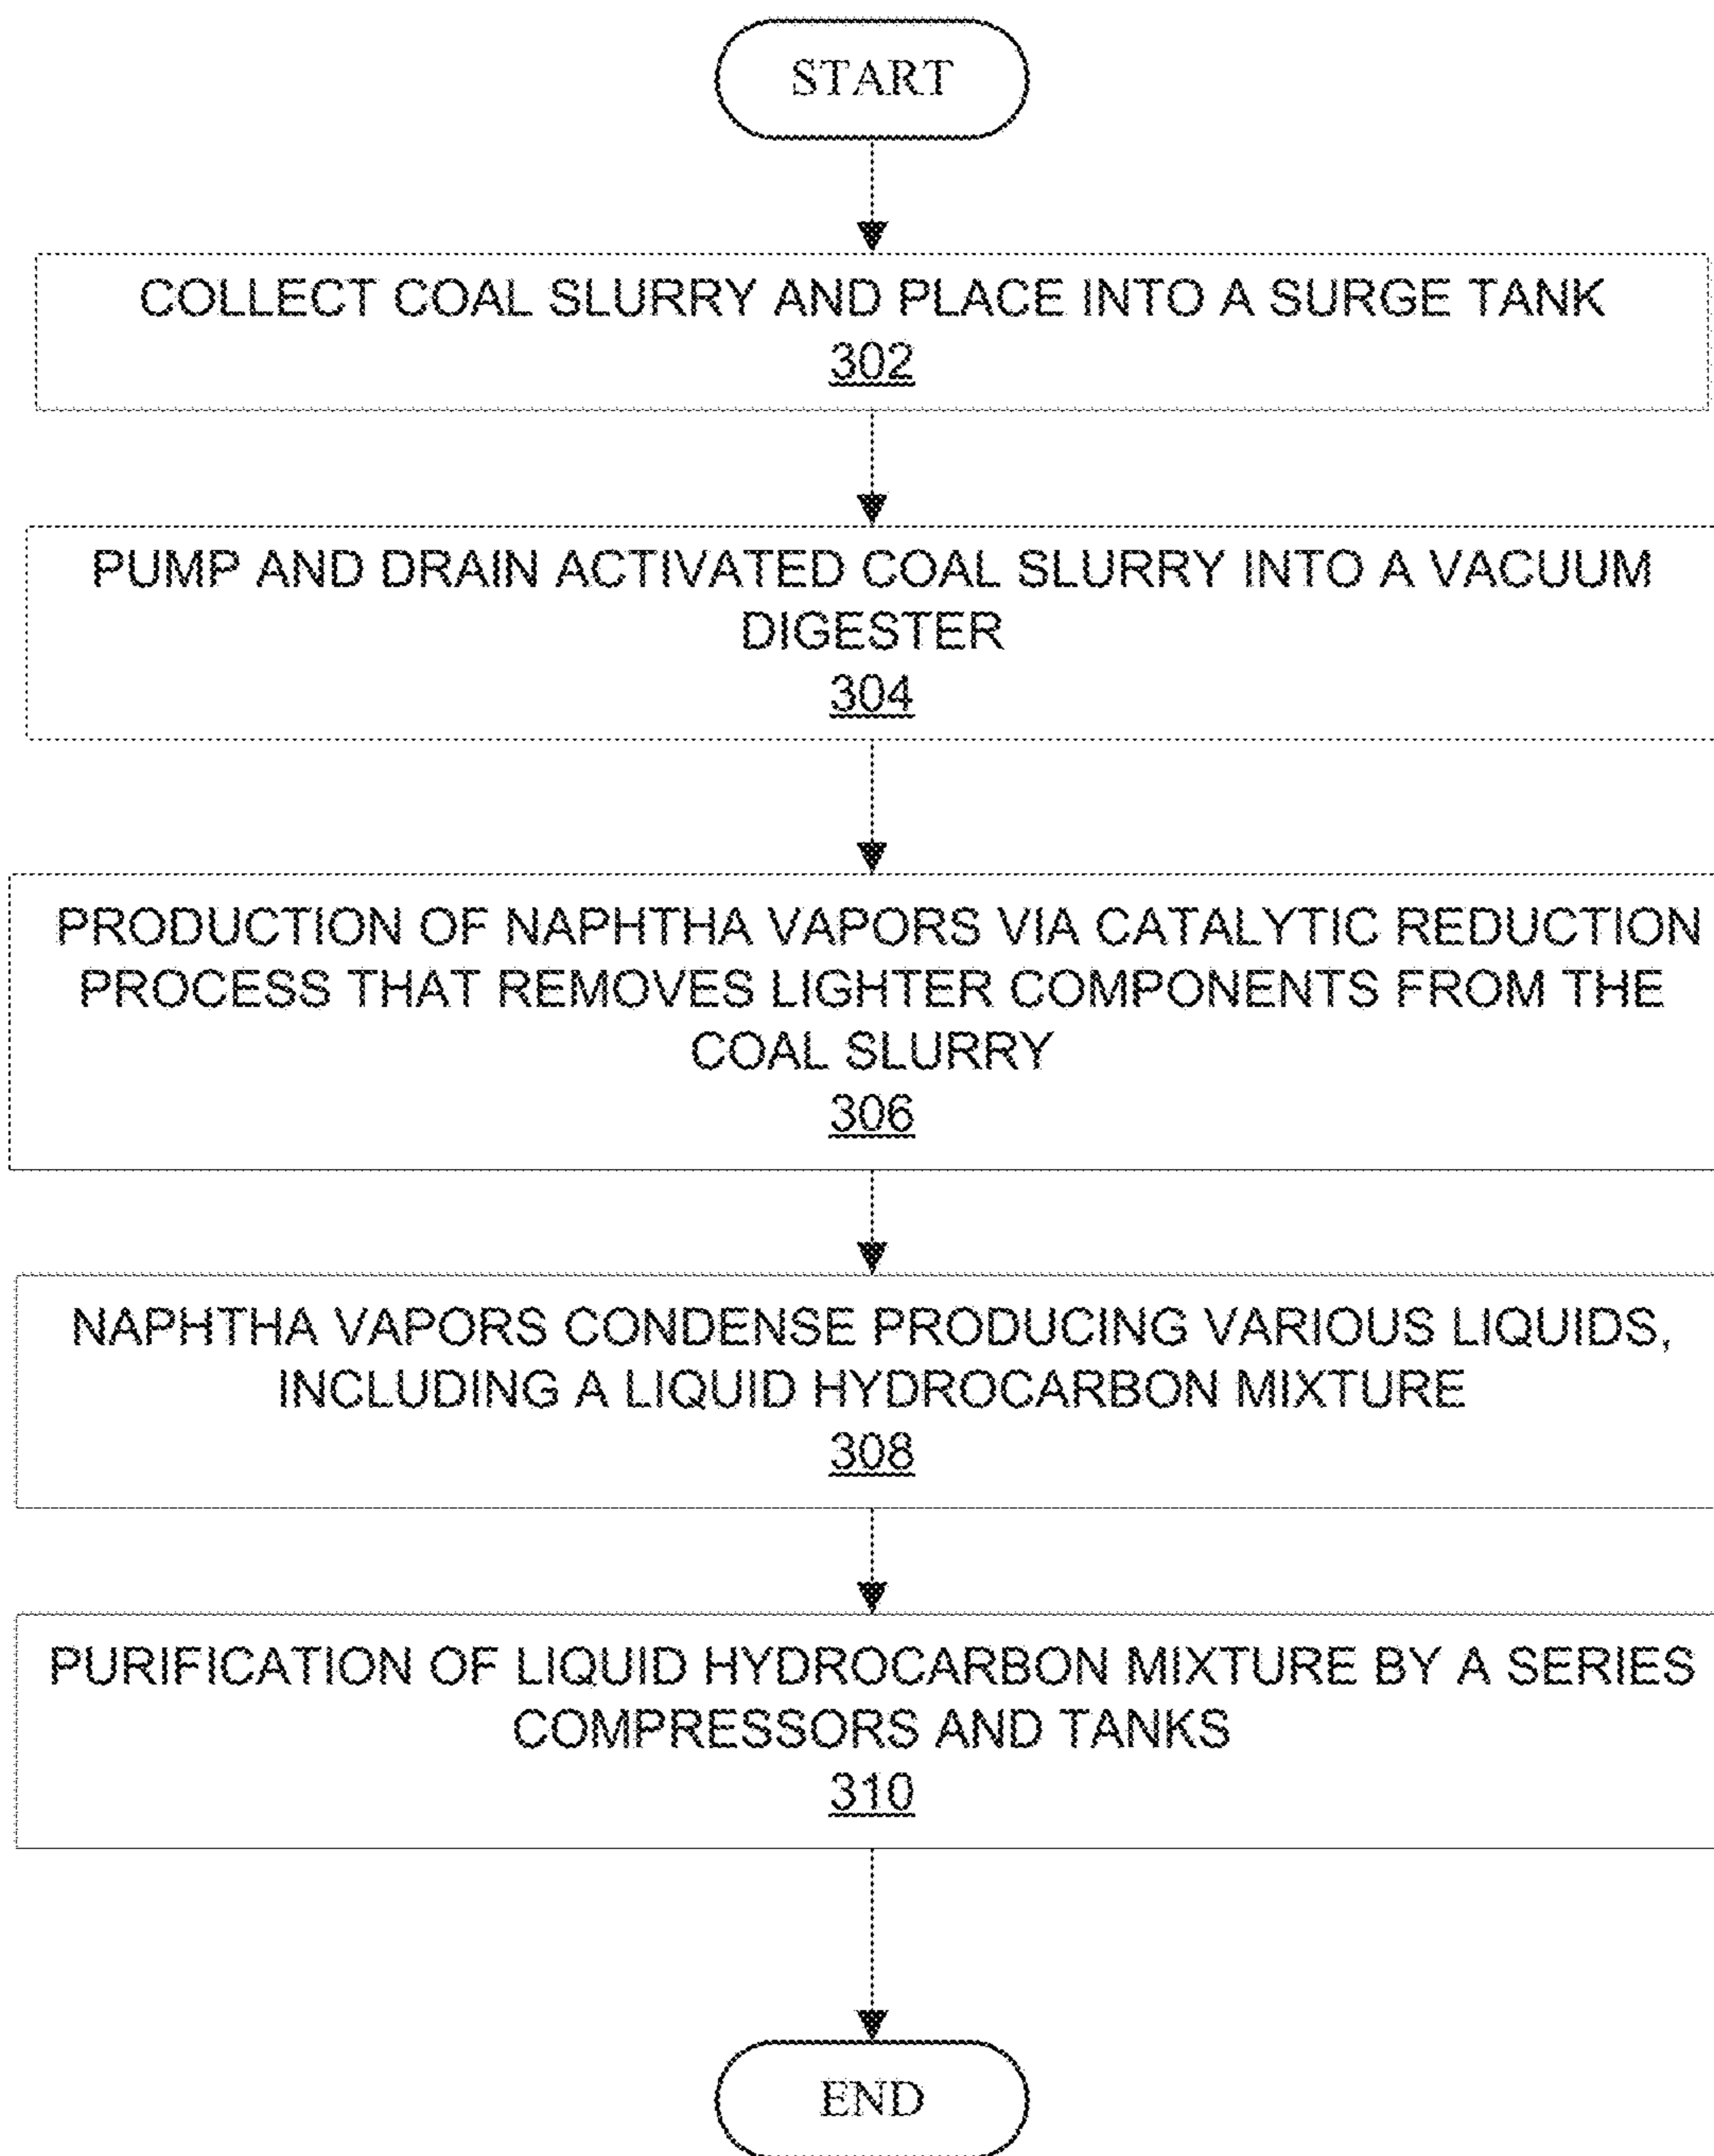 START
COLLECT COAL SLURRY AND PLACE INTO A SURGE TANK
302
PUMP AND DRAIN ACTIVATED COAL SLURRY INTO A VACUUM
DIGESTER
304
PRODUCTION OF NAPHTHA VAPORS VIA CATALYTIC REDUCTION
PROCESS THAT REMOVES LIGHTER COMPONENTS FROM THE
COAL SLURRY
306
NAPHTHA VAPORS CONDENSE PRODUCING VARIOUS LIQUIDS,
INCLUDING A LIQUID HYDROCARBON MIXTURE
308
PURIFICATION OF LIQUID HYDROCARBON MIXTURE BY A SERIES
COMPRESSORS AND TANKS
310
END